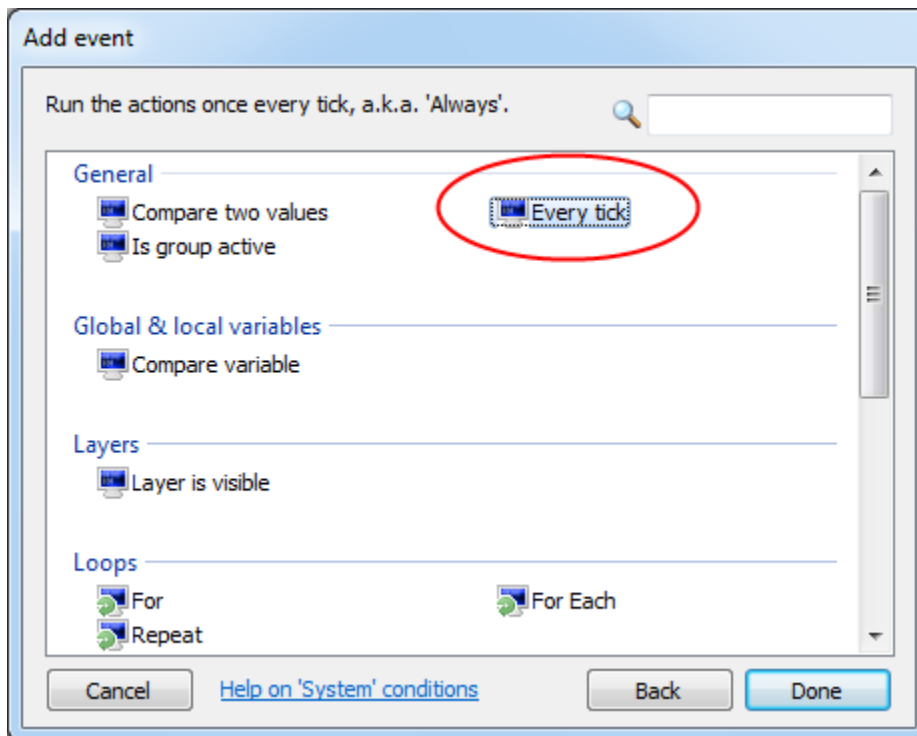 Add event
Run the actions once every tick, a.k.a. 'Always'.
General
Compare two values
Every tick
Is group active
Global & local variables
Compare variable
Layers
Layer is visible
Loops
For
For Each
Repeat
Cancel
Help on 'System' conditions
Back
Done